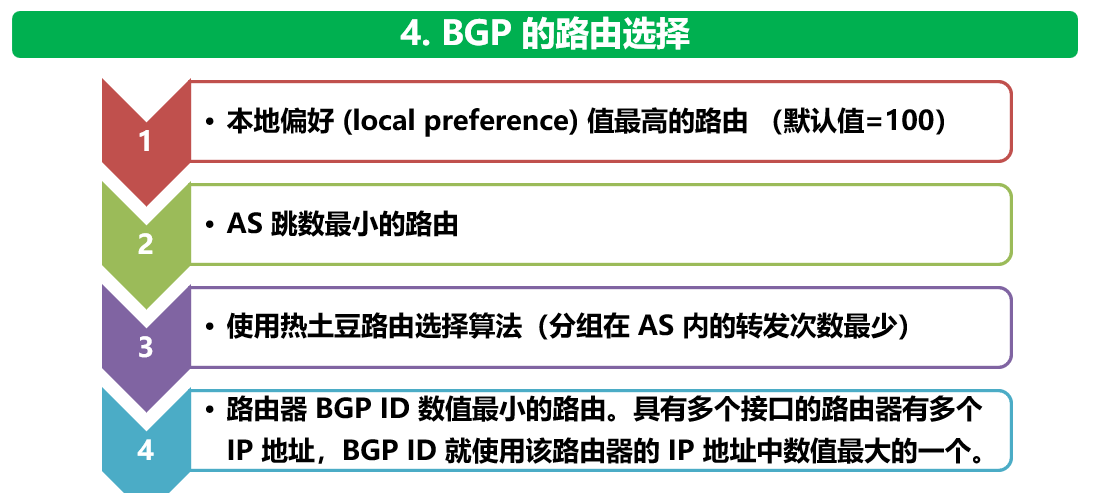 4. BGP 的路由选择
1
• 本地偏好 (local preference) 值最高的路由 （默认值=100）
2
• AS 跳数最小的路由
3
• 使用热土豆路由选择算法（分组在 AS 内的转发次数最少）
4
• 路由器 BGP ID 数值最小的路由。具有多个接口的路由器有多个
IP 地址，BGP ID 就使用该路由器的 IP 地址中数值最大的一个。